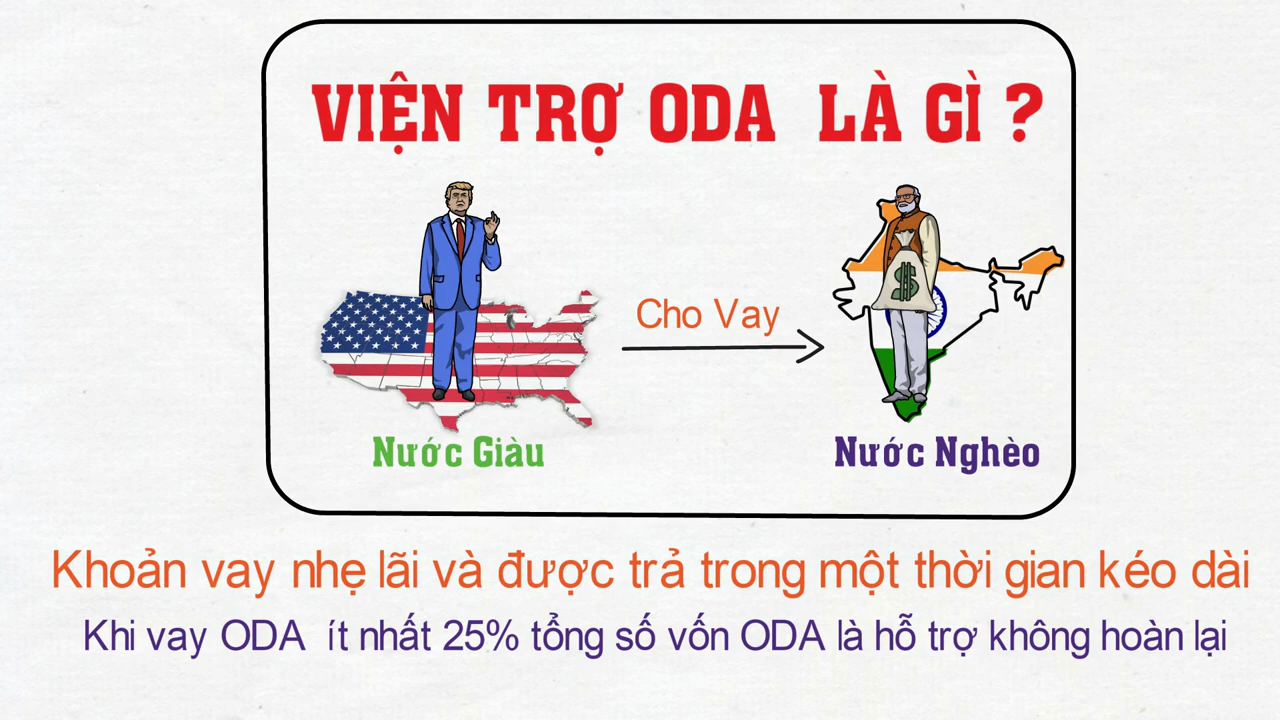 VIỆN TRỢ ODA LÀ GÌ ?
Cho Vay
$
Nước Giàu
Nước Nghèo
Khoản vay nhẹ lãi và được trả trong một thời gian kéo dài
Khi vay ODA ít nhất 25% tổng số vốn ODA là hỗ trợ không hoàn lại